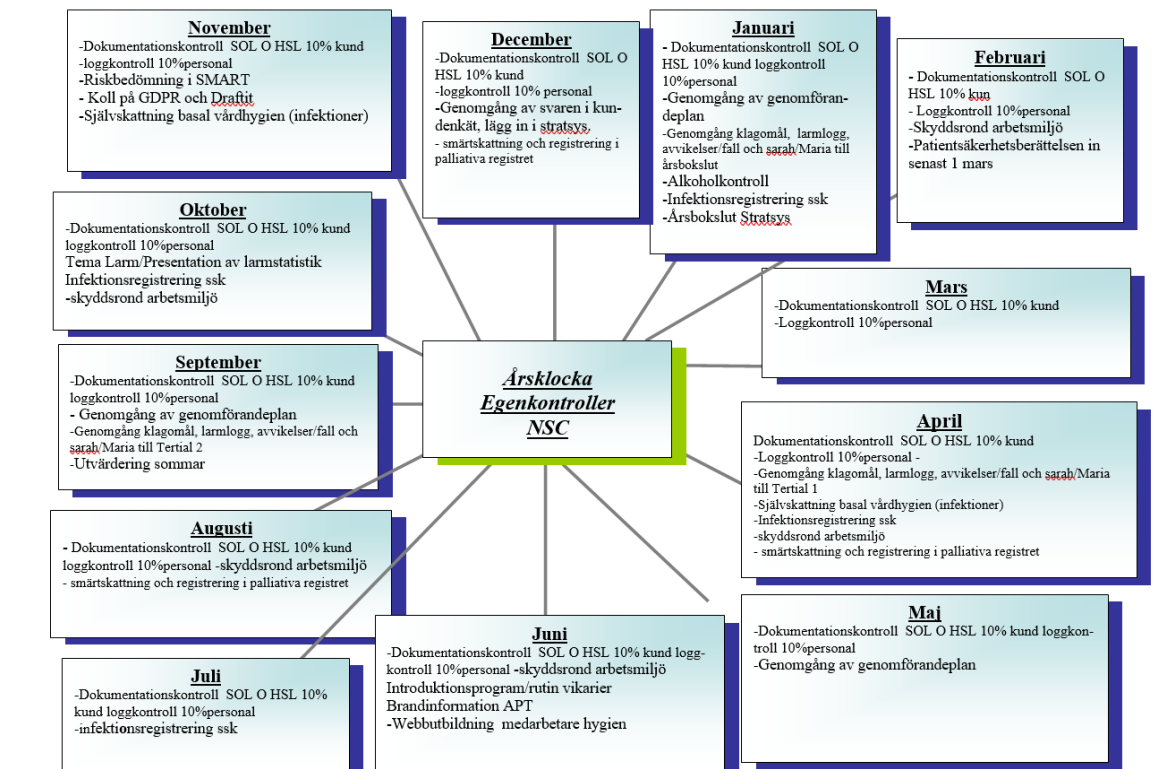 November
-Dokumentationskontroll SOL O HSL 10% kund
-loggkontroll 10%personal
-Riskbedömning i SMART
- Koll på GDPR och Draftit
-Självskattning basal vårdhygien (infektioner)
December
-Dokumentationskontroll SOL O
HSL 10% kund
-loggkontroll 10% personal
-Genomgång av svaren i kun-
denkät, lägg in i stratsys.
- smärtskattning och registrering i
palliativa registret
Januari
- Dokumentationskontroll SOL O
HSL 10% kund loggkontroll
10%personal
-Genomgång av genomföran-
deplan
-Genomgång klagomål, larmlogg,
avvikelser/fall och sarah/Maria till
årsbokslut
-Alkoholkontroll
-Infektionsregistrering ssk
-Årsbokslut Stratsys
Februari
- Dokumentationskontroll SOL O
HSL 10% kun
- Loggkontroll 10%personal
-Skyddsrond arbetsmiljö
-Patientsäkerhetsberättelsen in
senast 1 mars
Oktober
-Dokumentationskontroll SOL O HSL 10% kund
loggkontroll 10%personal
Tema Larm/Presentation av larmstatistik
Infektionsregistrering ssk
-skyddsrond arbetsmiljö
Mars
-Dokumentationskontroll SOL O HSL 10% kund
-Loggkontroll 10%personal
September
-Dokumentationskontroll SOL O HSL 10% kund
loggkontroll 10%personal
- Genomgång av genomförandeplan
-Genomgång klagomål, larmlogg, avvikelser/fall och
sarah/Maria till Tertial 2
-Utvärdering sommar
Årsklocka
Egenkontroller
NSC
April
Dokumentationskontroll SOL O HSL 10% kund
-Loggkontroll 10%personal -
-Genomgång klagomål, larmlogg, avvikelser/fall och sarah/Maria
till Tertial 1
-Självskattning basal vårdhygien (infektioner)
-Infektionsregistrering ssk
-skyddsrond arbetsmiljö
- smärtskattning och registrering i palliativa registret
Augusti
- Dokumentationskontroll SOL O HSL 10% kund
loggkontroll 10%personal -skyddsrond arbetsmiljö
- smärtskattning och registrering i palliativa registret
Maj
-Dokumentationskontroll SOL O HSL 10% kund loggkon-
troll 10%personal
-Genomgång av genomförandeplan
Juni
-Dokumentationskontroll SOL O HSL 10% kund logg-
kontroll 10%personal -skyddsrond arbetsmiljö
Introduktionsprogram/rutin vikarier
Brandinformation APT
-Webbutbildning medarbetare hygien
Juli
-Dokumentationskontroll SOL O HSL 10%
kund loggkontroll 10%personal
-infektionsregistrering ssk